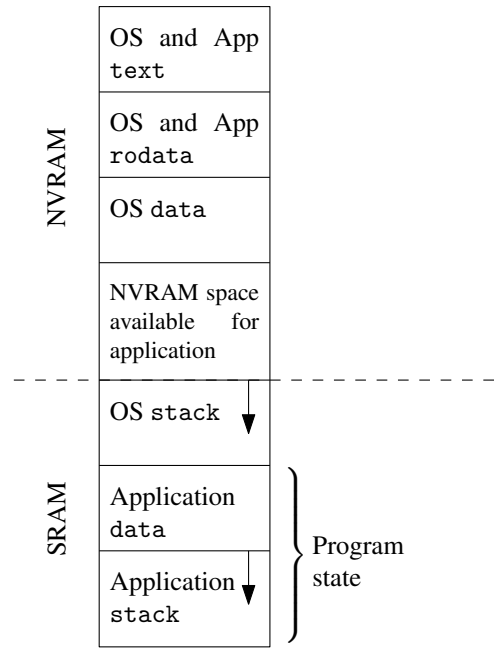 OS and App
text
OS and App
rodata
OS data
NVRAM space
available for
application
NVRAM
OS stack
Application
data
Application
stack
SRAM
Program
state